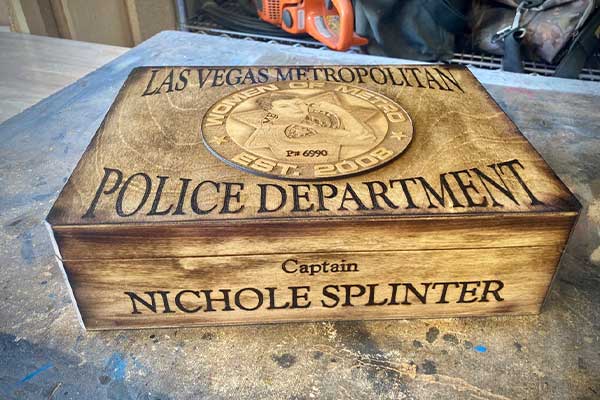 LAS VEGAS METROPOLITAN
WOMEN OF METRO
P# 6990
EST. 2008
POLICE DEPARTMENT
Captain
NICHOLE SPLINTER